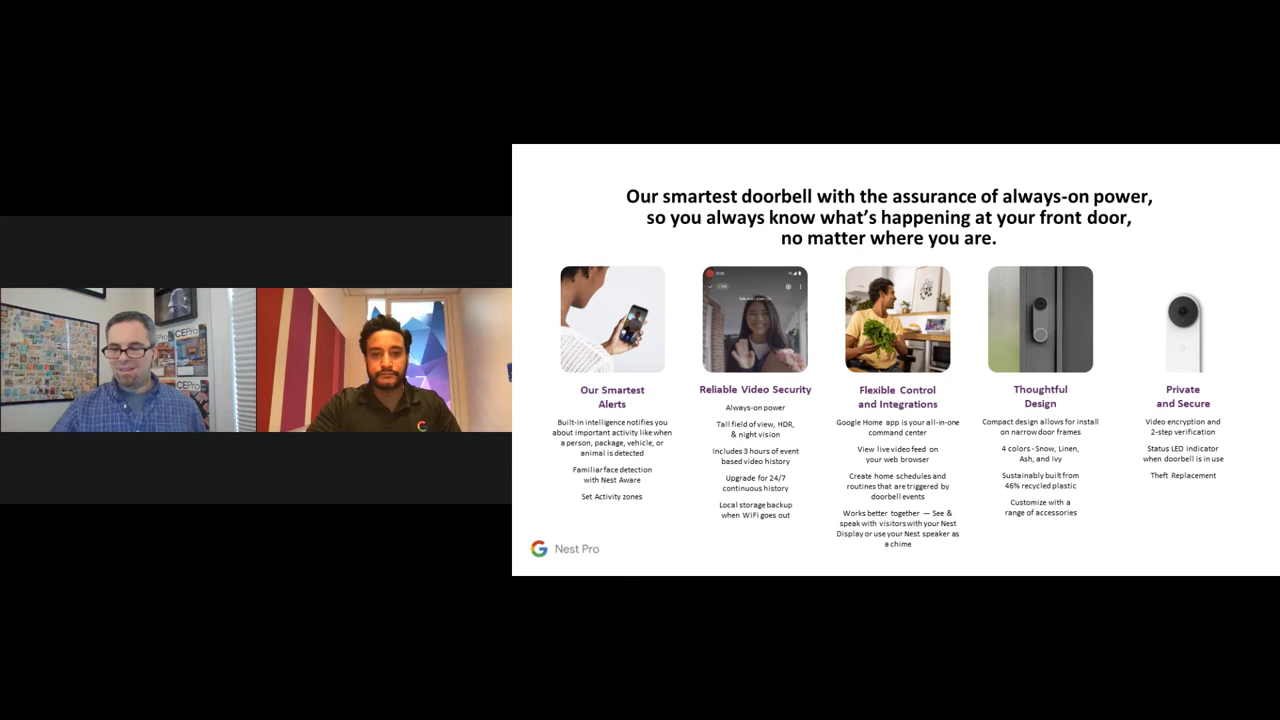 Our smartest doorbell with the assurance of always-on power,
so you always know what's happening at your front door,
no matter where you are.
Our Smartest
Alerts
Built-in intelligence notifies you
about important activity like when
a person, package, vehicle, or
animal is detected
Familiar face detection
with Nest Aware
Set Activity zones
Reliable Video Security
Always-on power
Tall field of view, HDR,
& night vision
Includes 3 hours of event
based video history
Upgrade for 24/7
continuous history
Local storage backup
when WiFi goes out
Flexible Control
and Integrations
Google Home app is your all-in-one
command center
View live video feed on
your web browser
Create home schedules and
routines that are triggered by
doorbell events
Works better together — See &
speak with visitors with your Nest
Display or use your Nest speaker as
a chime
Thoughtful
Design
Compact design allows for install
on narrow door frames
4 colors - Snow, Linen,
Ash, and Ivy
Sustainably built from
46% recycled plastic
Customize with a
range of accessories
Private
and Secure
Video encryption and
2-step verification
Status LED indicator
when doorbell is in use
Theft Replacement
G Nest Pro
CEPro
CEPro